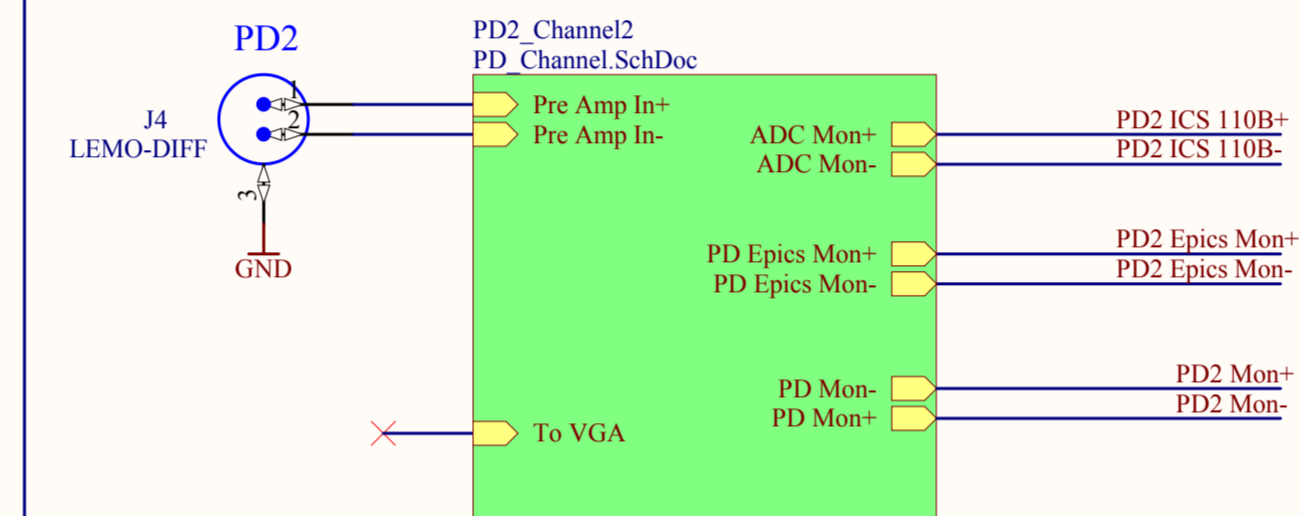 PD2
J4
LEMO-DIFF
1
2
3
GND
PD2_Channel2
PD_Channel.SchDoc
Pre Amp In+
Pre Amp In-
To VGA
ADC Mon+
ADC Mon-
PD Epics Mon+
PD Epics Mon-
PD Mon-
PD Mon+
PD2 ICS 110B+
PD2 ICS 110B-
PD2 Epics Mon+
PD2 Epics Mon-
PD2 Mon+
PD2 Mon-